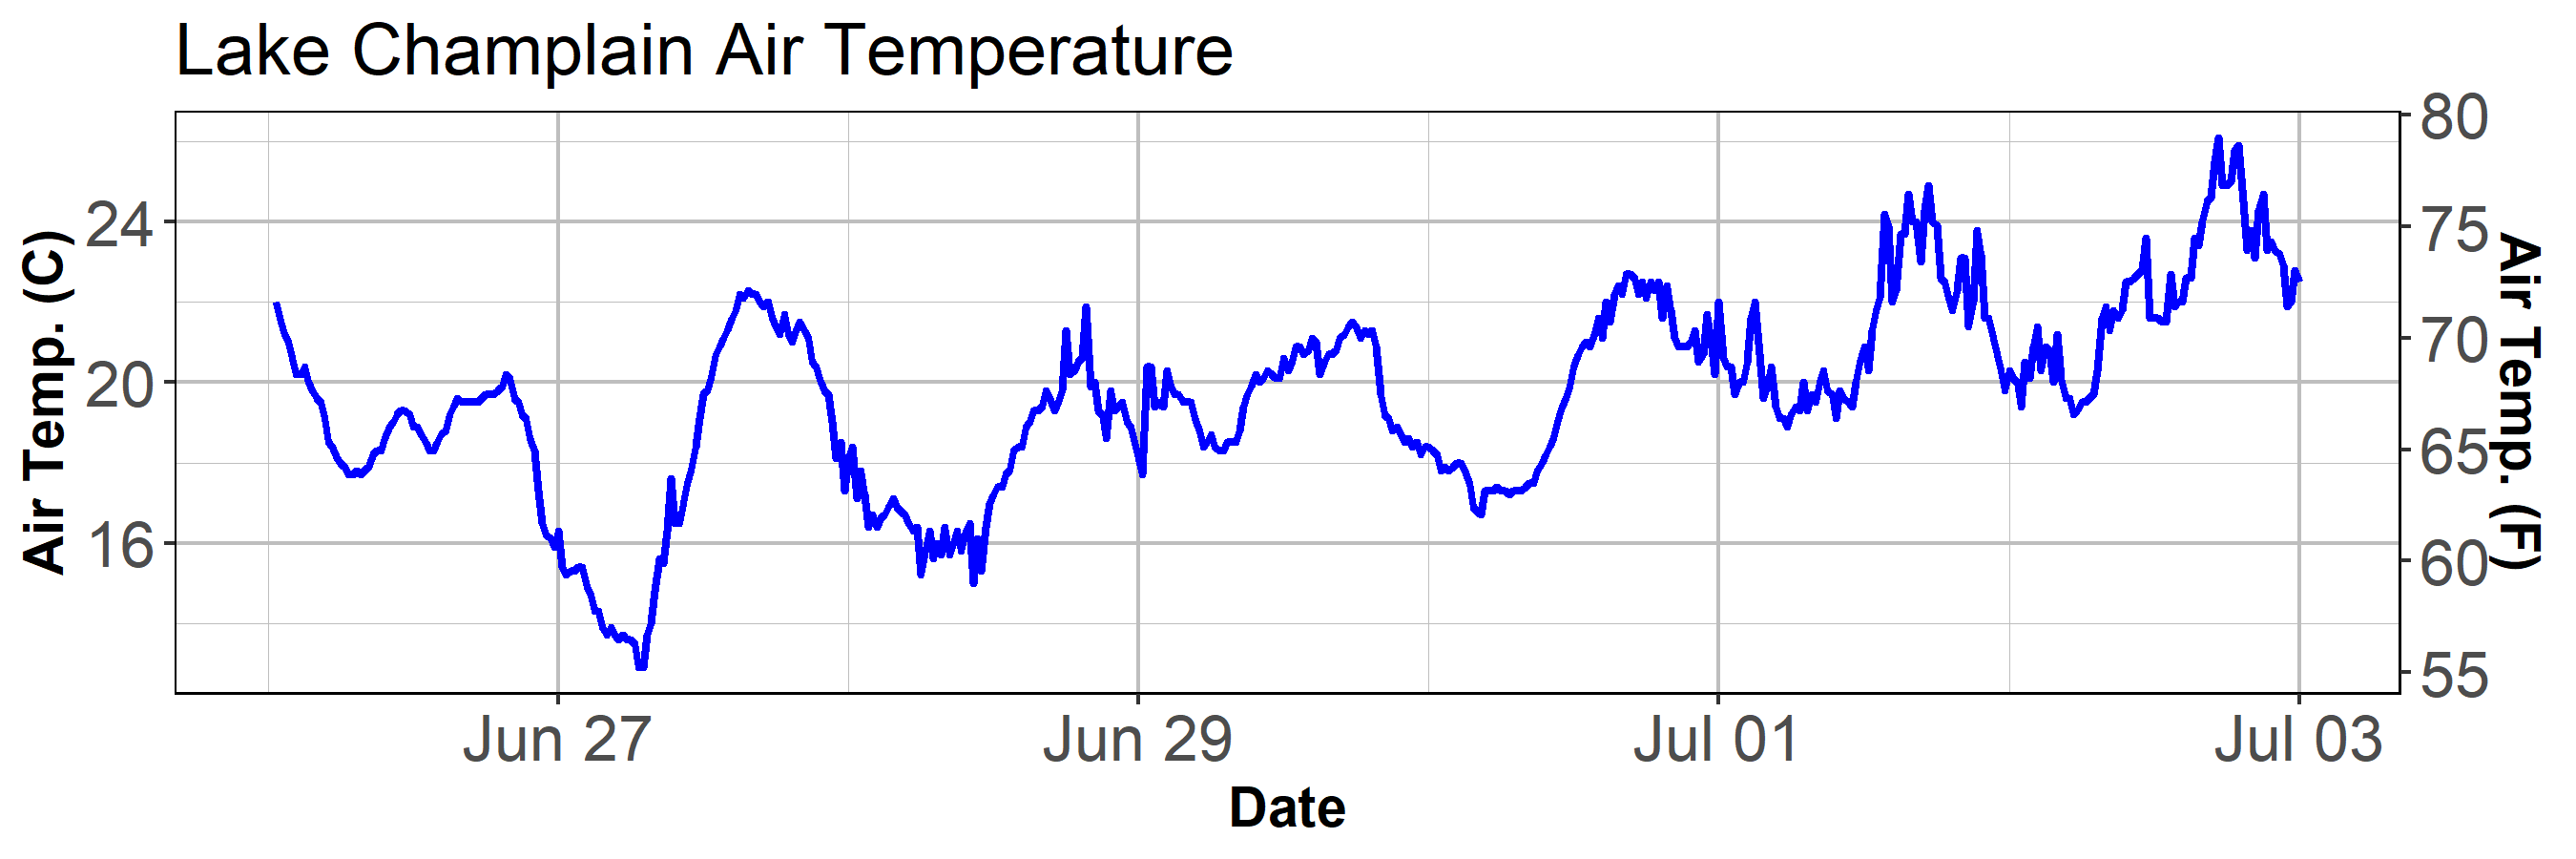 Lake Champlain Air Temperature
Air Temp. (C)
24
20
16
80
75
70
65
60
55
Air Temp. (F)
Jun 27
Jun 29
Jul 01
Jul 03
Date